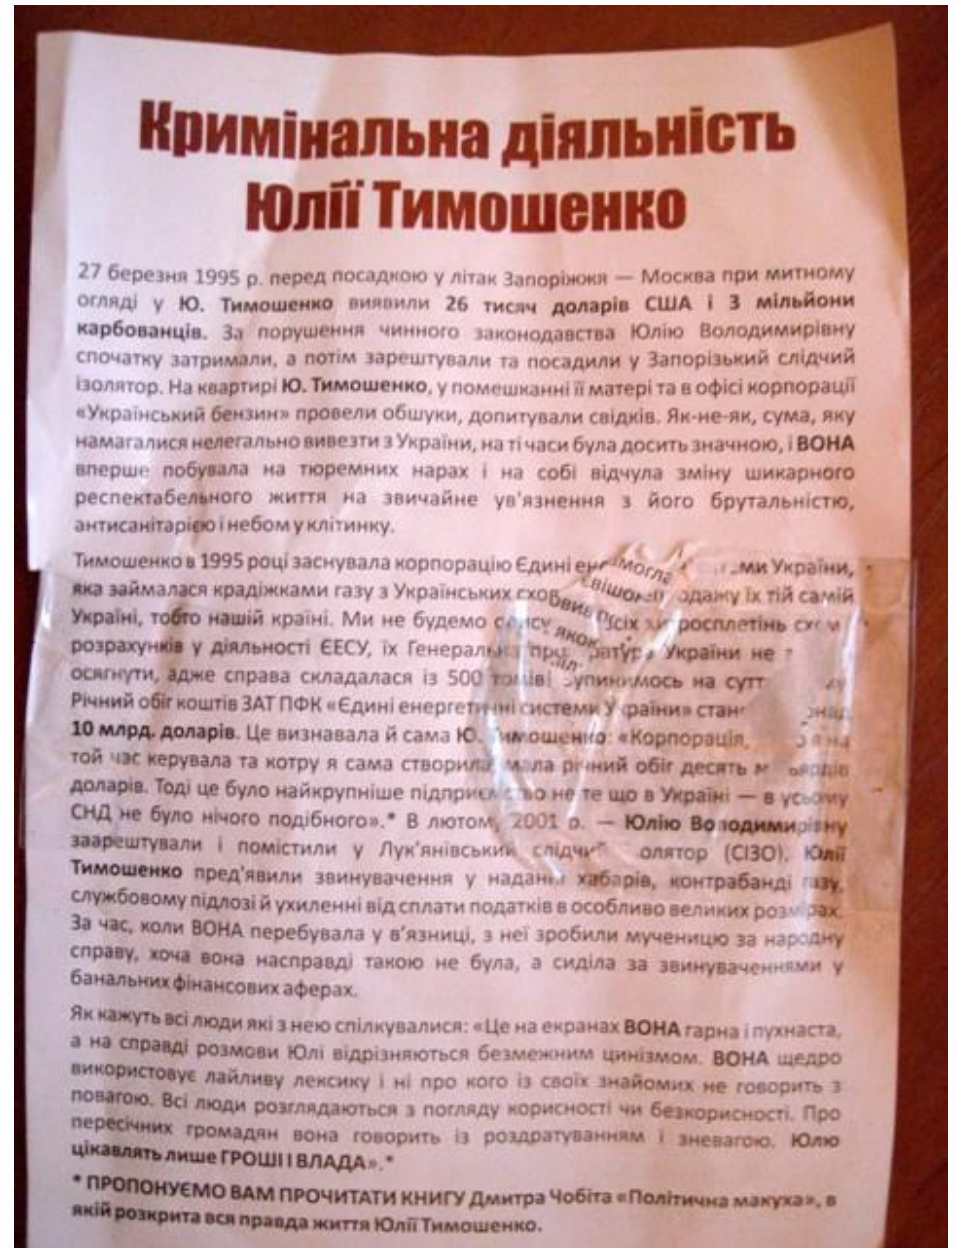 Кримінальна діяльність
Юлії Тимошенко
27 березня 1995 р. перед посадкою у літак Запоріжжя — Москва при митному
огляді у Ю. Тимошенко виявили 26 тисяч доларів США і 3 мільйони
карбованців. За порушення чинного законодавства Юлію Володимирівну
спочатку затримали, а потім зарештували та посадили у Запорізький слідчий
ізолятор. На квартирі Ю. Тимошенко, у помешканні її матері та в офісі корпорації
«Український бензин» провели обшуки, допитували свідків. Як-не-як, сума, яку
намагалися нелегально вивезти з України, на ті часи була досить значною, і ВОНА
вперше побувала на тюремних нарах і на собі відчула зміну шикарного
респектабельного життя на звичайне ув'язнення з його брутальністю,
антисанітарією і небом у клітинку.
Тимошенко в 1995 році заснувала корпорацію Єдині України,
яка займалася крадіжками газу з Українських їх тій самій
Україні, тобто нашій країні. Ми не будемо
розрахунків у діяльності ЄЕСУ, їх України не
осягнути, адже справа складалася із 500
Річний обіг коштів ЗАТ ПФК «Єдині енергетичні системи України»
10 млрд. доларів. Це визнавала й сама Ю. Тимошенко: «Корпорація, на
той час керувала та котру я сама створила, мала річний обіг десять
доларів. Тоді це було найкрупніше підприємство не те що в Україні — в усьому
СНД не було нічого подібного».* В лютому 2001 р. — Юлію Володимирівну
заарештували і помістили у Лук'янівський слідчий (СІЗО). Юлії
Тимошенко пред'явили звинувачення у наданні хабарів, контрабанді газу,
службовому підлозі й ухиленні від сплати податків в особливо великих розмірах.
За час, коли ВОНА перебувала у в'язниці, з неї зробили мученицю за народну
справу, хоча вона насправді такою не була, а сиділа за звинуваченнями у
банальних фінансових аферах.
Як кажуть всі люди які з нею спілкувалися: «Це на екранах ВОНА гарна і пухнаста,
а на справді розмови Юлі відрізняються безмежним цинізмом. ВОНА щедро
використовує лайливу лексику і ні про кого із своїх знайомих не говорить з
повагою. Всі люди розглядаються з погляду корисності чи безкорисності. Про
пересічних громадян вона говорить із роздратуванням і зневагою. Юлю
цікавлять лише ГРОШІ І ВЛАДА».*
* ПРОПОНУЄМО ВАМ ПРОЧИТАТИ КНИГУ Дмитра Чобіта «Політична макуха», в
якій розкрита вся правда життя Юлії Тимошенко.